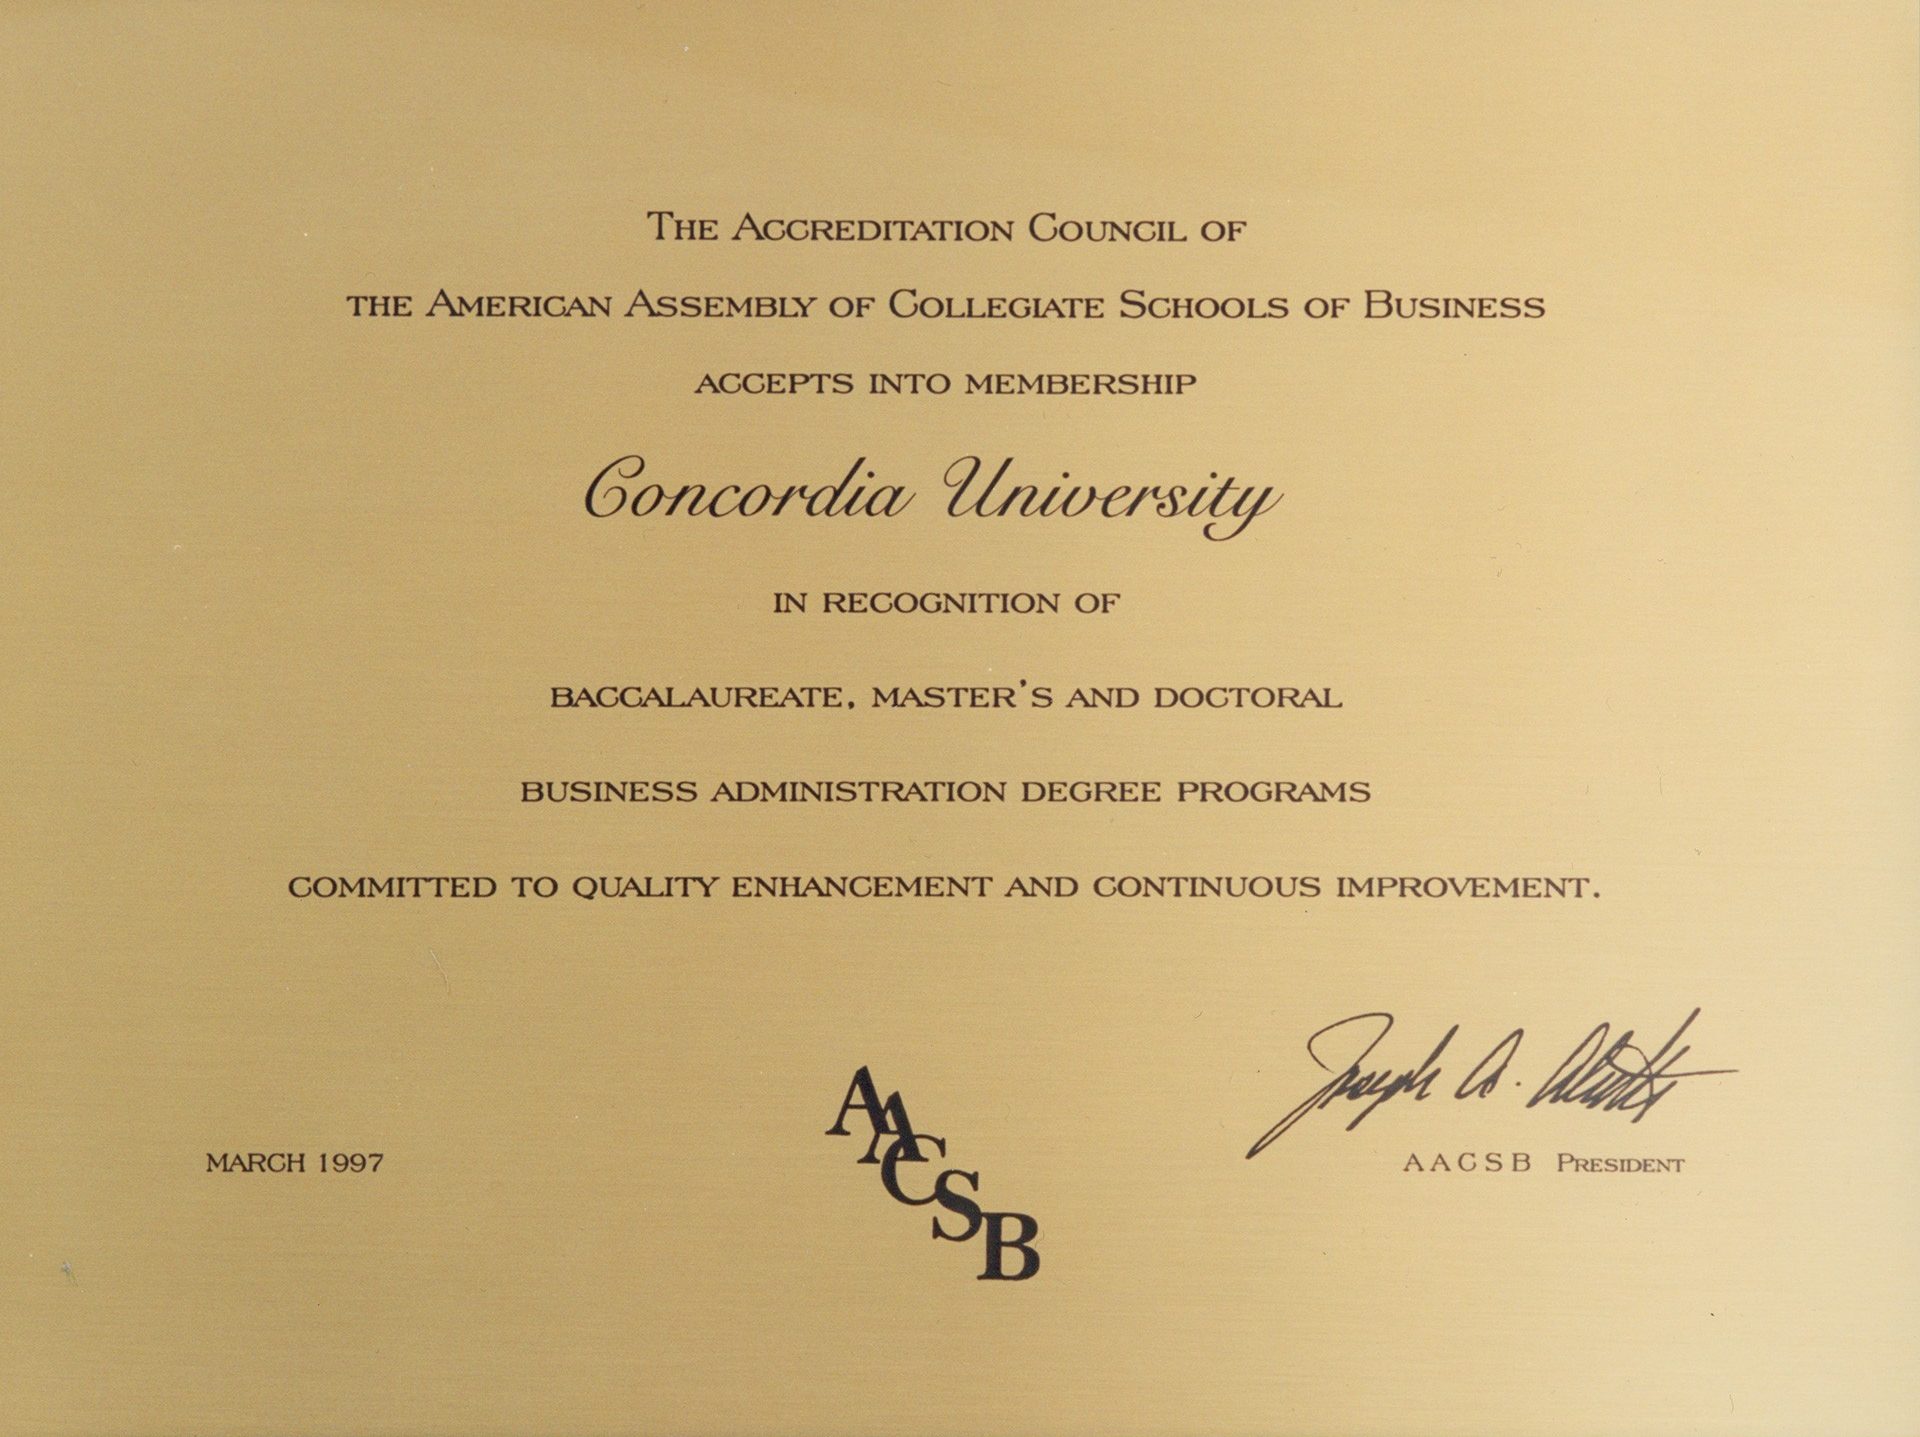 THE ACCREDITATION COUNCIL OF
THE AMERICAN ASSEMBLY OF COLLEGIATE SCHOOLS OF BUSINESS
ACCEPTS INTO MEMBERSHIP
Concordia University
IN RECOGNITION OF
BACCALAUREATE, MASTER'S AND DOCTORAL
BUSINESS ADMINISTRATION DEGREE PROGRAMS
COMMITTED TO QUALITY ENHANCEMENT AND CONTINUOUS IMPROVEMENT.
Joseph A. Alutto
MARCH 1997
AACSB
AACSB PRESIDENT